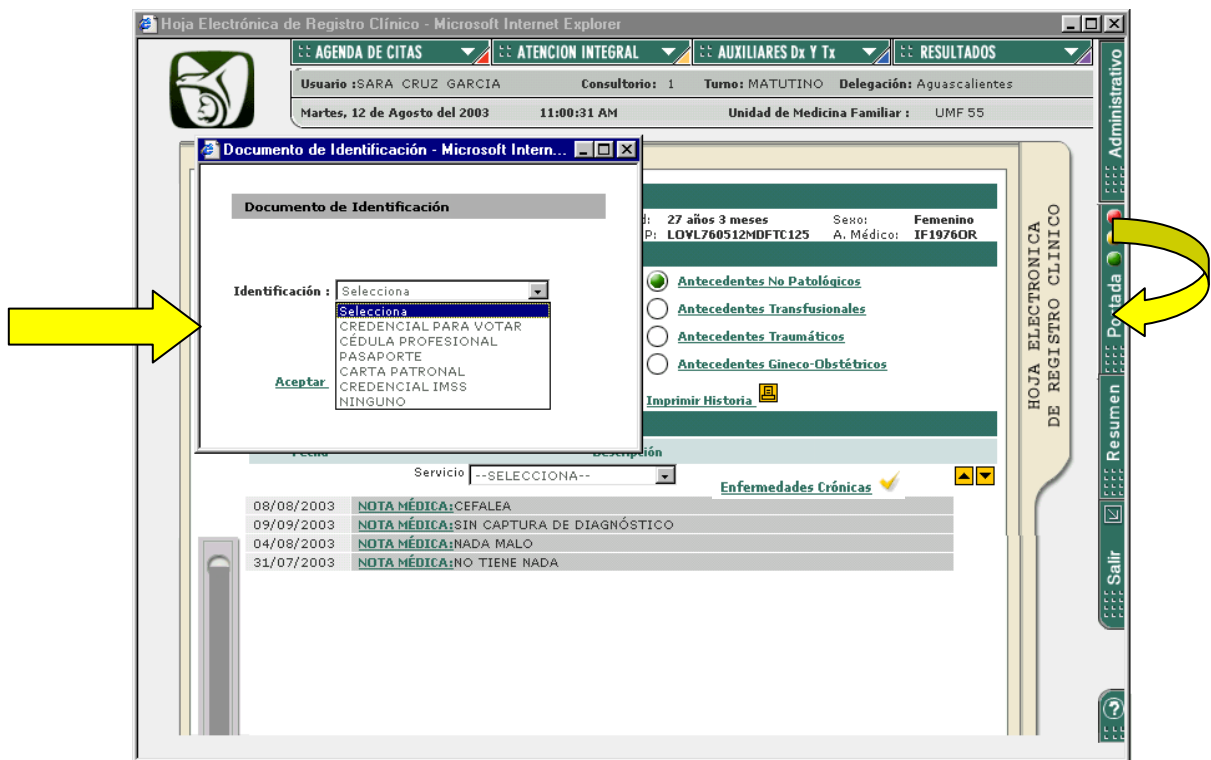 Hoja Electrónica de Registro Clínico - Microsoft Internet Explorer
AGENDA DE CITAS ATENCION INTEGRAL AUXILIARES Dx Y Tx RESULTADOS
Usuario :SARA CRUZ GARCIA Consultorio: 1 Turno: MATUTINO Delegación: Aguascalientes
Martes, 12 de Agosto del 2003 11:00:31 AM Unidad de Medicina Familiar : UMF 55
Documento de Identificación - Microsoft Intern...
Documento de Identificación
27 años 3 meses Sexo: Femenino
P: LOVL760512MDFTC125 A. Médico: IF1976OR
Identificación : Selecciona
Selecciona
CREDENCIAL PARA VOTAR
CÉDULA PROFESIONAL
PASAPORTE
CARTA PATRONAL
CREDENCIAL IMSS
NINGUNO
Aceptar
Antecedentes No Patológicos
Antecedentes Transfusionales
Antecedentes Traumáticos
Antecedentes Gineco-Obstétricos
Imprimir Historia
Fecha Descripción
Servicio --SELECCIONA--
Enfermedades Crónicas
08/08/2003 NOTA MÉDICA:CEFALEA
09/09/2003 NOTA MÉDICA:SIN CAPTURA DE DIAGNÓSTICO
04/08/2003 NOTA MÉDICA:NADA MALO
31/07/2003 NOTA MÉDICA:NO TIENE NADA
HOJA ELECTRONICA
DE REGISTRO CLINICO
Administrativo
Portada
Resumen
Salir
?